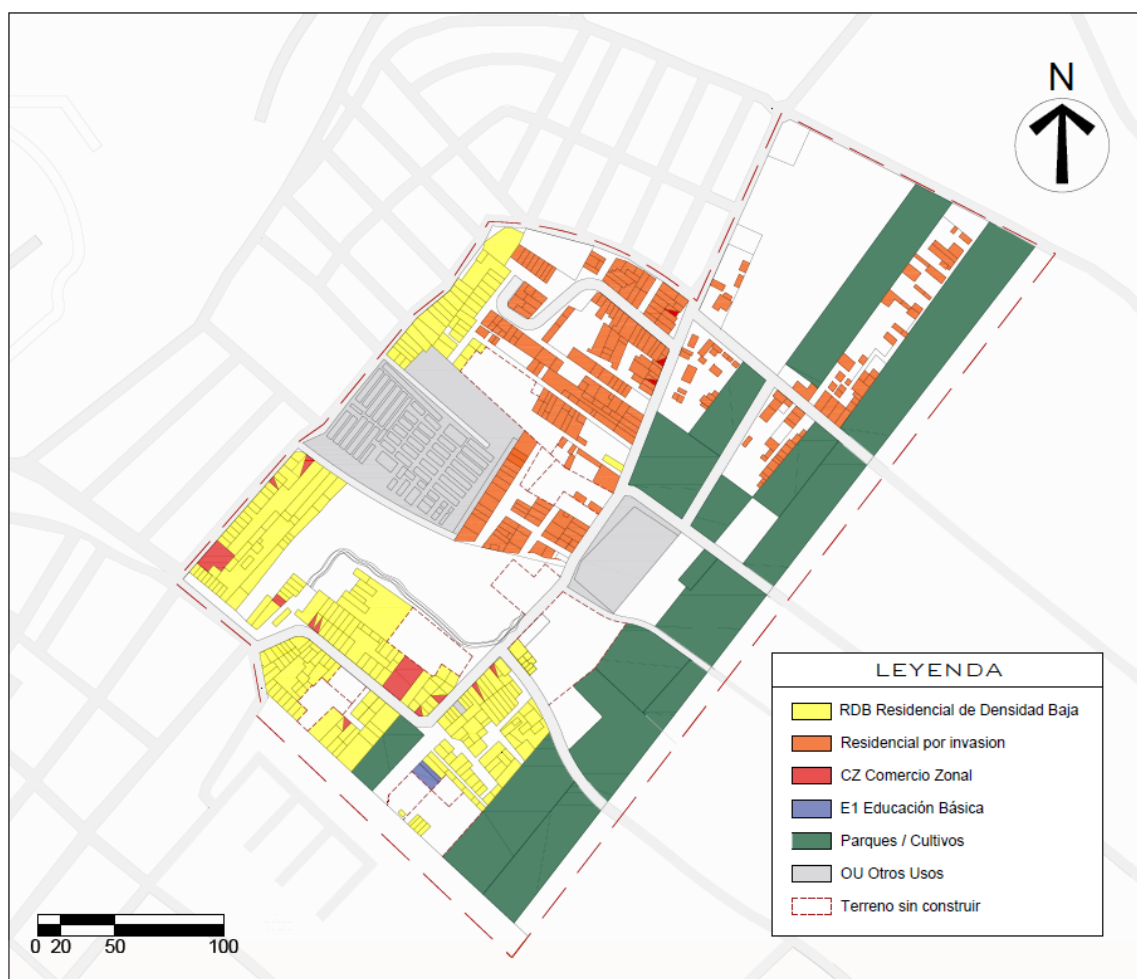 N
LEYENDA
RDB Residencial de Densidad Baja
Residencial por invasion
CZ Comercio Zonal
E1 Educación Básica
Parques / Cultivos
OU Otros Usos
Terreno sin construir
0 20 50 100